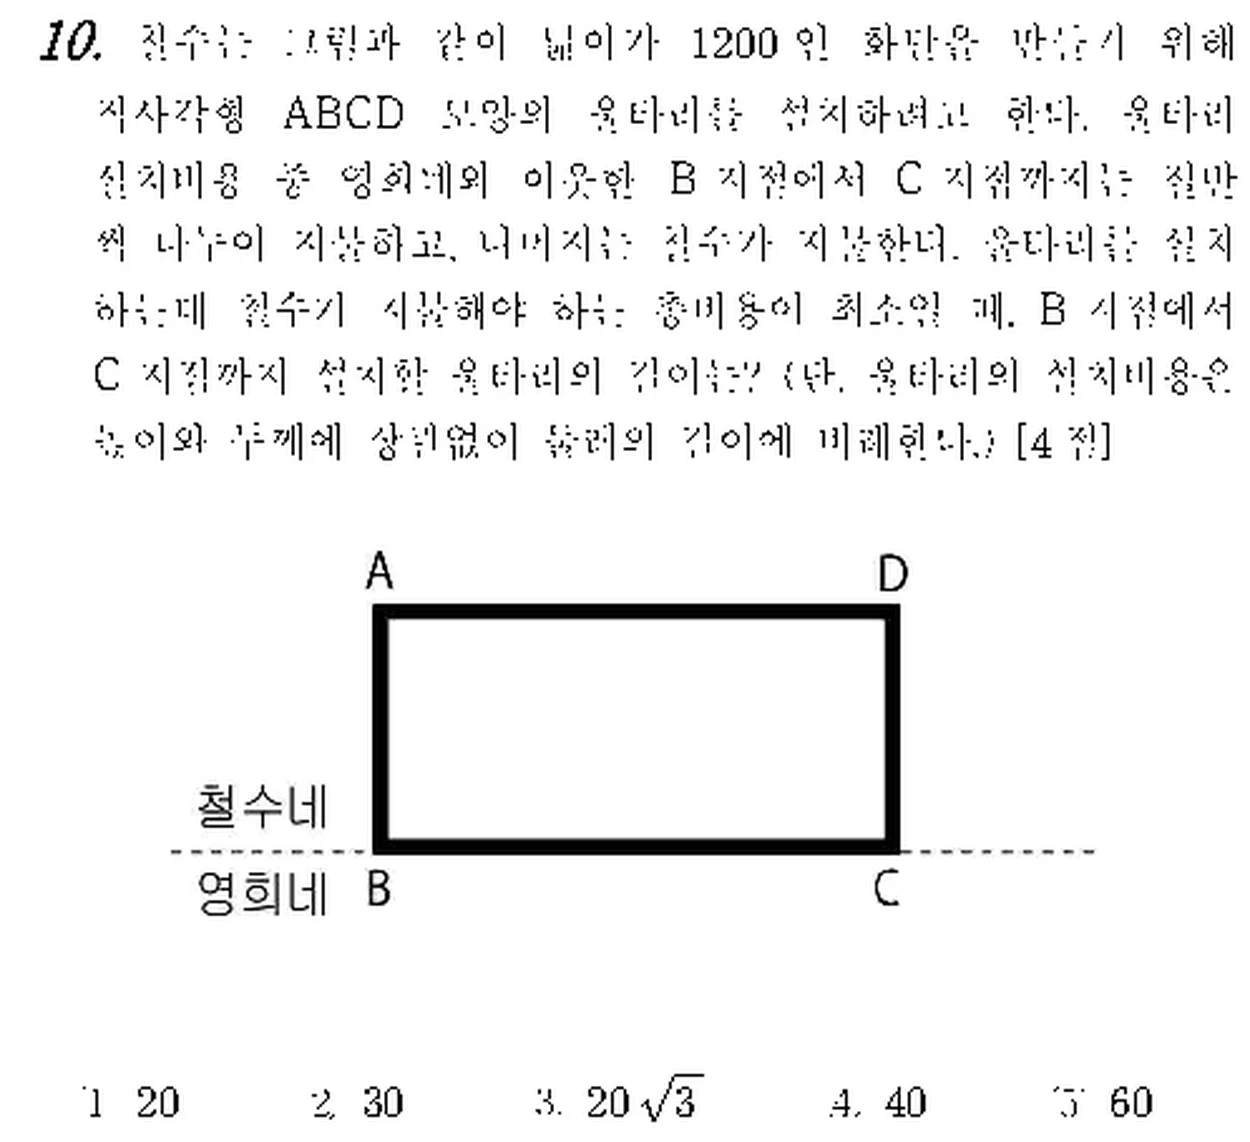 10. 철수는 그림과 같이 넓이가 1200 인 화단을 만들기 위해
직사각형 ABCD 모양의 울타리를 설치하려고 한다. 울타리
설치비용 중 영희네와 이웃한 B 지점에서 C 지점까지는 절반
씩 나누어 지불하고, 나머지는 철수가 지불한다. 울타리를 설치
하는데 철수가 지불해야 하는 총비용이 최소일 때, B 지점에서
C 지점까지 설치한 울타리의 길이는? (단, 울타리의 설치비용은
높이와 두께에 상관없이 둘레의 길이에 비례한다.) [4 점]
A D
철수네
영희네 B C
1 20 2. 30 3. 20√3 4. 40 5 60